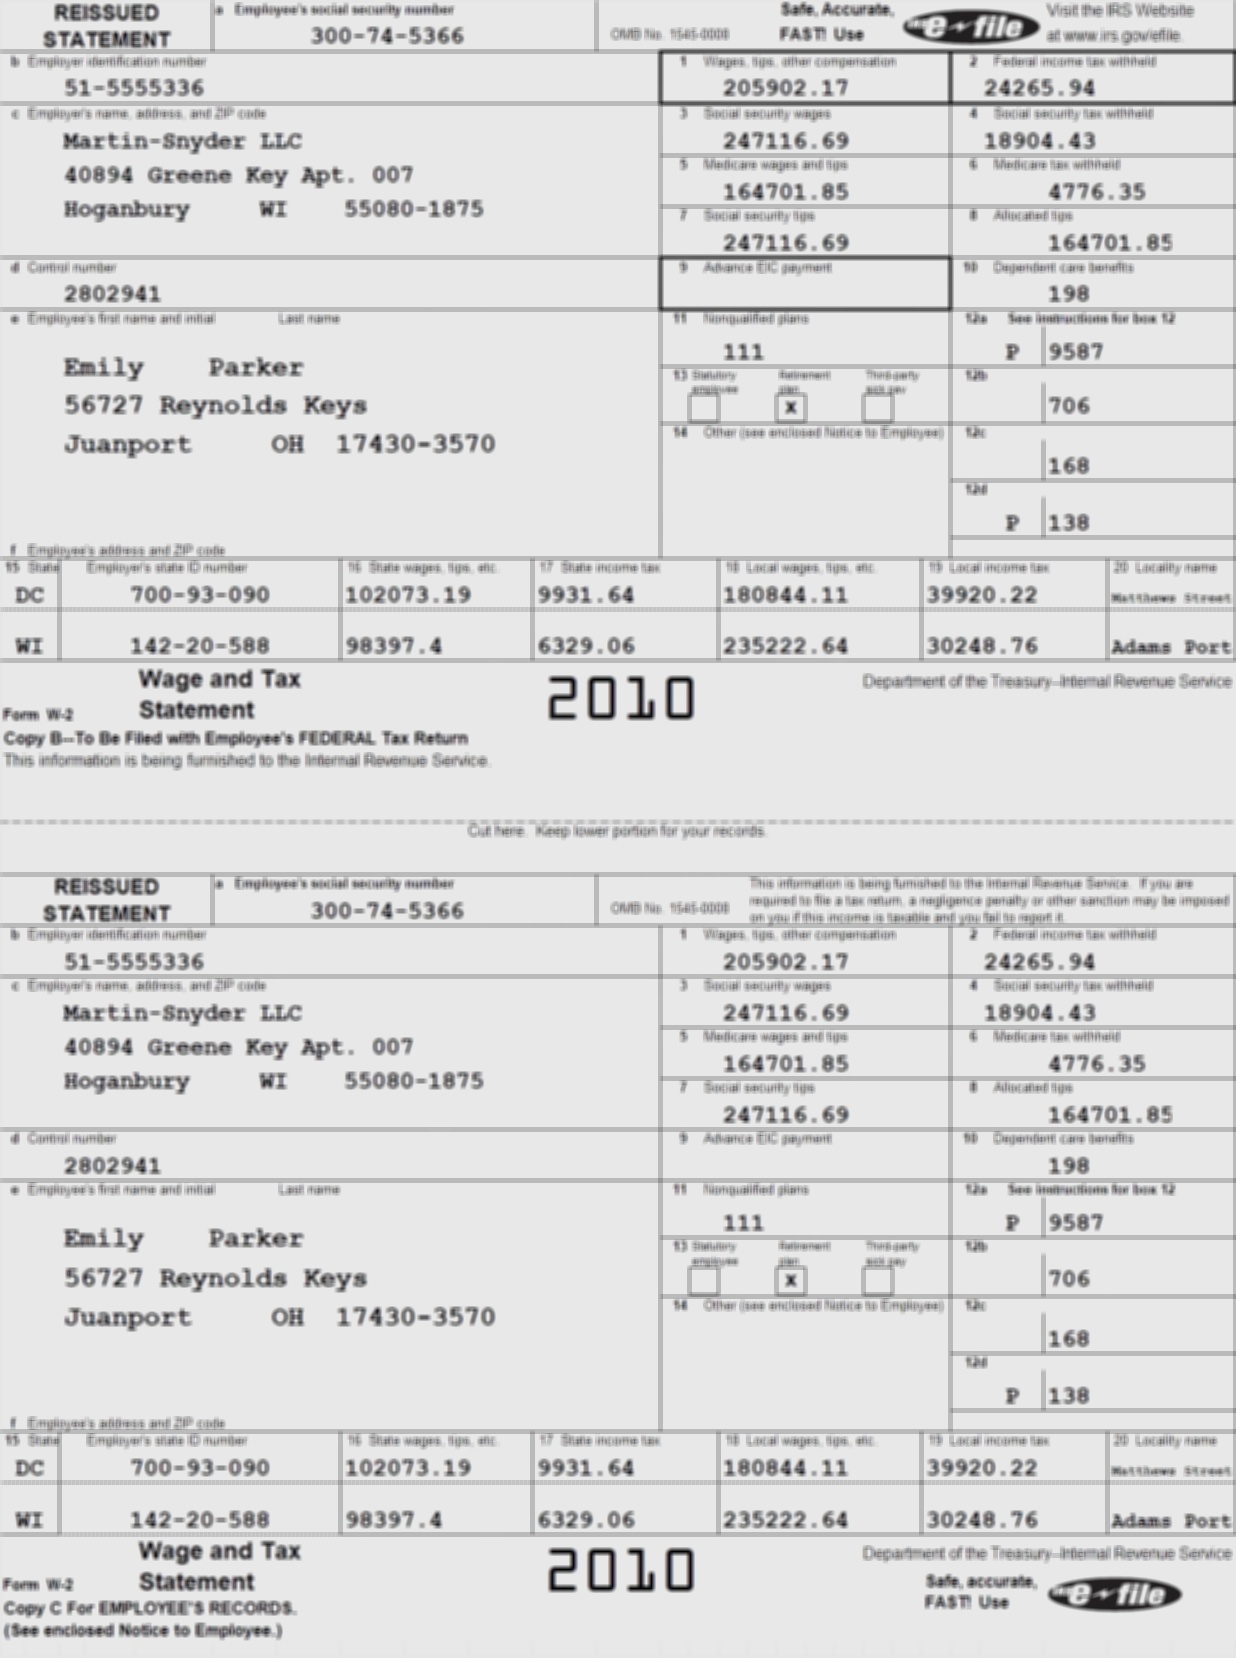 REISSUED STATEMENT
a Employee's social security number
300-74-5366
OMB No. 1545-0008
Safe, Accurate, FAST! Use
IRS e-file
Visit the IRS Website at www.irs.gov/efile.
b Employer identification number
51-5555336
1 Wages, tips, other compensation
205902.17
2 Federal income tax withheld
24265.94
c Employer's name, address, and ZIP code
Martin-Snyder LLC
40894 Greene Key Apt. 007
Hoganbury WI 55080-1875
3 Social security wages
247116.69
4 Social security tax withheld
18904.43
5 Medicare wages and tips
164701.85
6 Medicare tax withheld
4776.35
7 Social security tips
247116.69
8 Allocated tips
164701.85
d Control number
2802941
9 Advance EIC payment
10 Dependent care benefits
198
e Employee's first name and initial Last name
Emily Parker
56727 Reynolds Keys
Juanport OH 17430-3570
11 Nonqualified plans
111
12a See instructions for box 12
P 9587
13 Statutory employee
Retirement plan
x
Third-party sick pay
12b
706
14 Other (see enclosed Notice to Employee)
12c
168
12d
P 138
f Employee's address and ZIP code
15 State Employer's state ID number 16 State wages, tips, etc. 17 State income tax 18 Local wages, tips, etc. 19 Local income tax 20 Locality name
DC 700-93-090 102073.19 9931.64 180844.11 39920.22 Matthews Street
WI 142-20-588 98397.4 6329.06 235222.64 30248.76 Adams Port
Form W-2 Wage and Tax Statement
2010
Department of the Treasury--Internal Revenue Service
Copy B--To Be Filed with Employee's FEDERAL Tax Return
This information is being furnished to the Internal Revenue Service.
Cut here. Keep lower portion for your records.
REISSUED STATEMENT
a Employee's social security number
300-74-5366
OMB No. 1545-0008
This information is being furnished to the Internal Revenue Service. If you are
required to file a tax return, a negligence penalty or other sanction may be imposed
on you if this income is taxable and you fail to report it.
b Employer identification number
51-5555336
1 Wages, tips, other compensation
205902.17
2 Federal income tax withheld
24265.94
c Employer's name, address, and ZIP code
Martin-Snyder LLC
40894 Greene Key Apt. 007
Hoganbury WI 55080-1875
3 Social security wages
247116.69
4 Social security tax withheld
18904.43
5 Medicare wages and tips
164701.85
6 Medicare tax withheld
4776.35
7 Social security tips
247116.69
8 Allocated tips
164701.85
d Control number
2802941
9 Advance EIC payment
10 Dependent care benefits
198
e Employee's first name and initial Last name
Emily Parker
56727 Reynolds Keys
Juanport OH 17430-3570
11 Nonqualified plans
111
12a See instructions for box 12
P 9587
13 Statutory employee
Retirement plan
x
Third-party sick pay
12b
706
14 Other (see enclosed Notice to Employee)
12c
168
12d
P 138
f Employee's address and ZIP code
15 State Employer's state ID number 16 State wages, tips, etc. 17 State income tax 18 Local wages, tips, etc. 19 Local income tax 20 Locality name
DC 700-93-090 102073.19 9931.64 180844.11 39920.22 Matthews Street
WI 142-20-588 98397.4 6329.06 235222.64 30248.76 Adams Port
Form W-2 Wage and Tax Statement
2010
Department of the Treasury--Internal Revenue Service
Safe, accurate, FAST! Use
IRS e-file
Copy C For EMPLOYEE'S RECORDS.
(See enclosed Notice to Employee.)